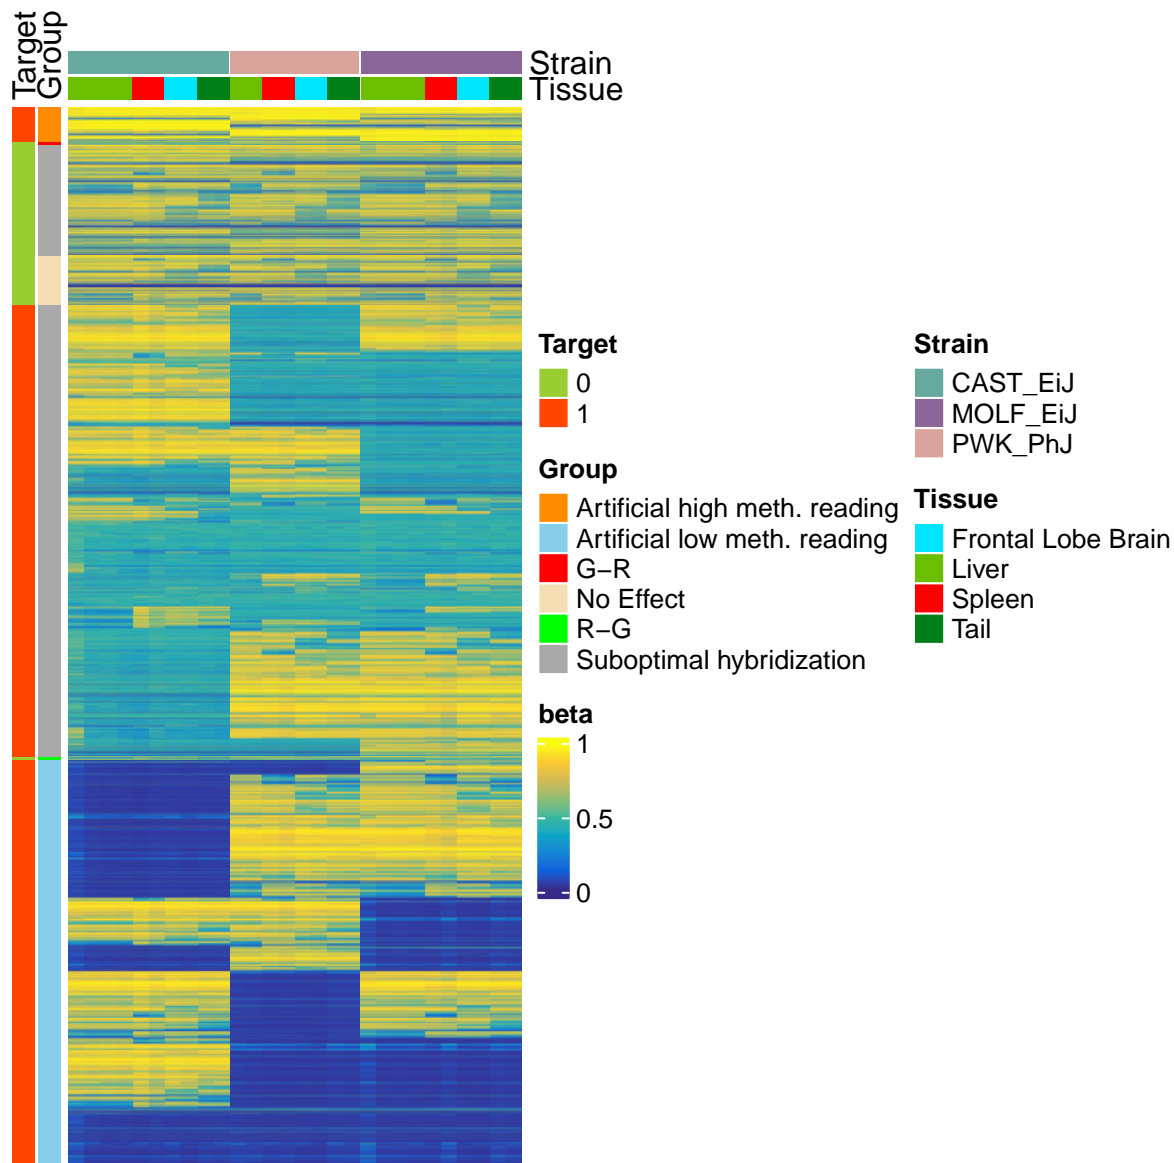 Target
Group
Strain
Tissue
Target
0
1
Group
Artificial high meth. reading
Artificial low meth. reading
G−R
No Effect
R−G
Suboptimal hybridization
beta
1
0.5
0
Strain
CAST_EiJ
MOLF_EiJ
PWK_PhJ
Tissue
Frontal Lobe Brain
Liver
Spleen
Tail